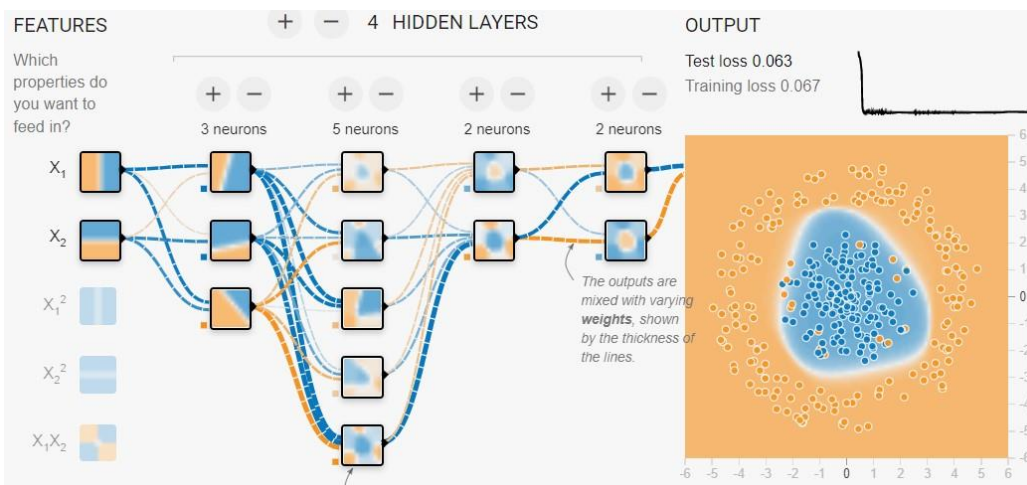 FEATURES
+ − 4 HIDDEN LAYERS
OUTPUT
Which
properties do
you want to
feed in?
Test loss 0.063
Training loss 0.067
+ − + − + − + −
3 neurons 5 neurons 2 neurons 2 neurons
X₁
X₂
X₁²
X₂²
X₁X₂
The outputs are
mixed with varying
weights, shown
by the thickness of
the lines.
6
5
4
3
2
1
0
-1
-2
-3
-4
-5
-6
-6 -5 -4 -3 -2 -1 0 1 2 3 4 5 6